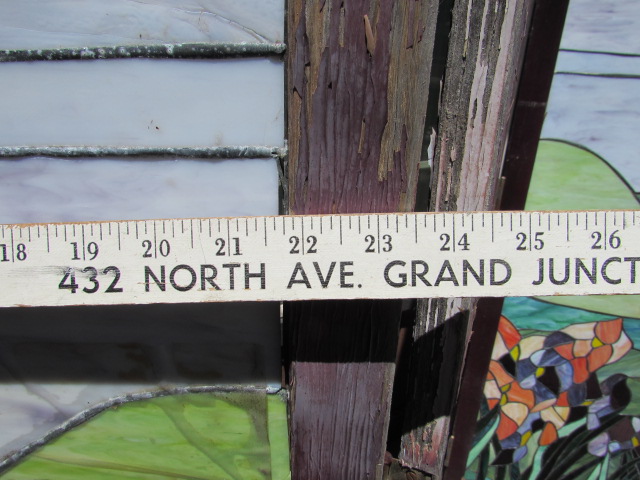 18 19 20 21 22 23 24 25 26
432 NORTH AVE. GRAND JUNCT